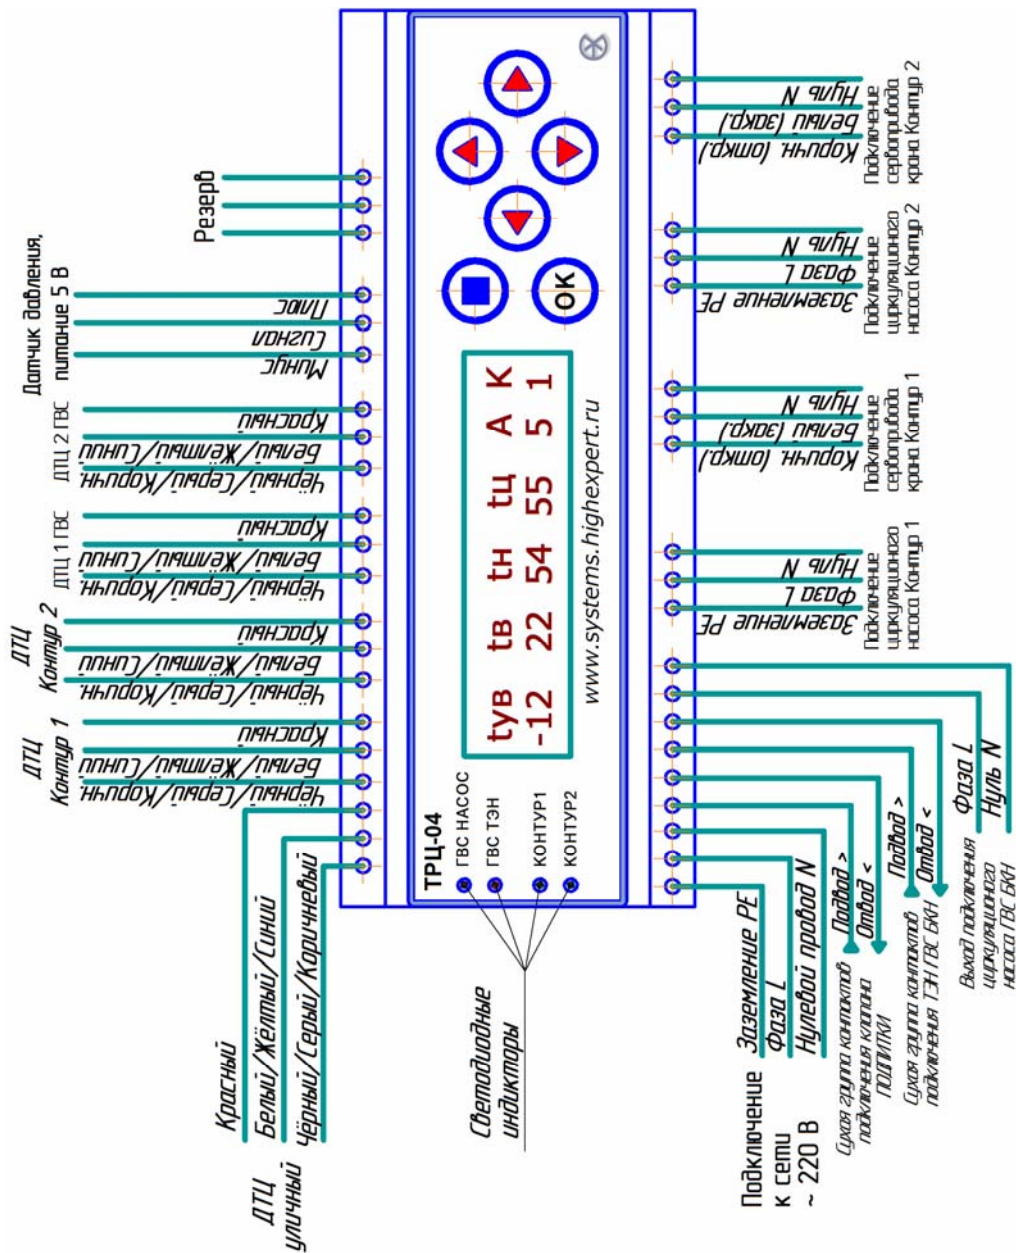 Датчик давления,
питание 5 В
Резерв
Плюс
Сигнал
Минус
ДТЦ 2 ГВС
Красный
Белый/Жёлтый/Синий
Чёрный/Серый/Коричн.
ДТЦ 1 ГВС
Красный
Белый/Жёлтый/Синий
Чёрный/Серый/Коричн.
ДТЦ
Контур 2
Красный
Белый/Жёлтый/Синий
Чёрный/Серый/Коричн.
ДТЦ
Контур 1
Красный
Белый/Жёлтый/Синий
Чёрный/Серый/Коричн.
ДТЦ
уличный
Красный
Белый/Жёлтый/Синий
Чёрный/Серый/Коричневый
ТРЦ-04
ГВС НАСОС
ГВС ТЭН
КОНТУР1
КОНТУР2
tув tв tн tц А К
-12 22 54 55 5 1
www.systems.highexpert.ru
ОК
Светодиодные
индикторы
Подключение
к сети
~ 220 В
Заземление PE
Фаза L
Нулевой провод N
Сухая группа контактов
подключения клапана
ПОДПИТКИ
Подвод >
Отвод <
Сухая группа контактов
подключения ТЭН ГВС БКН
Подвод >
Отвод <
Выход подключения
циркуляционого
насоса ГВС БКН
Фаза L
Нуль N
Заземление PE
Фаза L
Нуль N
Подключение
циркуляционого
насоса Контур 1
Коричн. (откр.)
Белый (закр.)
Нуль N
Подключение
сервопривода
крана Контур 1
Заземление PE
Фаза L
Нуль N
Подключение
циркуляционого
насоса Контур 2
Коричн. (откр.)
Белый (закр.)
Нуль N
Подключение
сервопривода
крана Контур 2